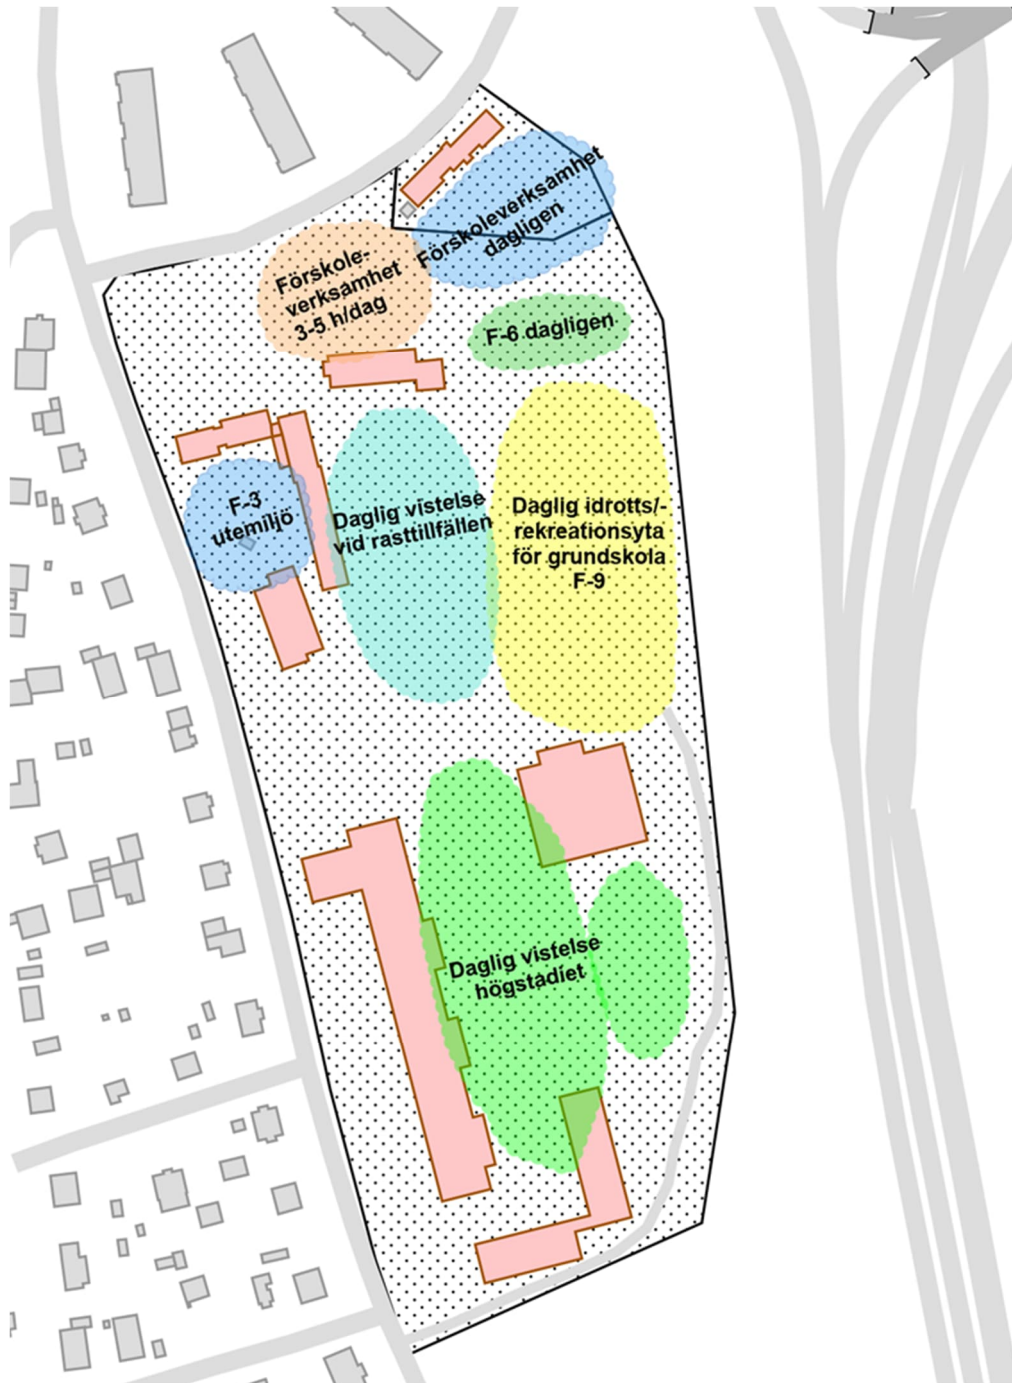 Förskoleverksamhet
dagligen
Förskole-
verksamhet
3-5 h/dag
F-6 dagligen
F-3
utemiljö
Daglig vistelse
vid rasttillfällen
Daglig idrotts/-
rekreationsyta
för grundskola
F-9
Daglig vistelse
högstadiet